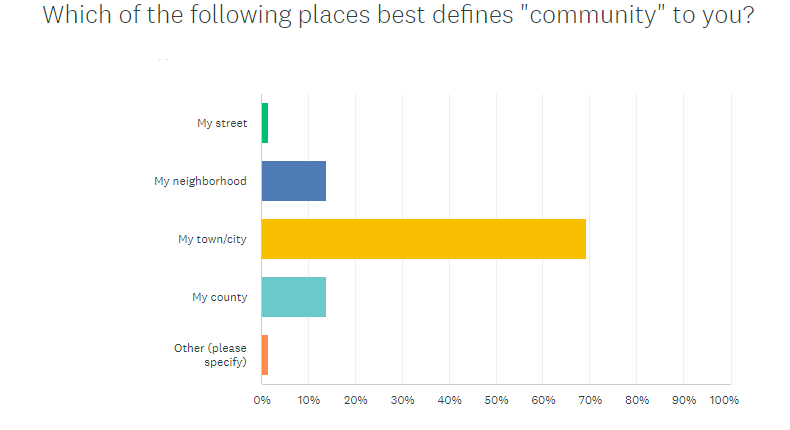 Which of the following places best defines "community" to you?
My street
My neighborhood
My town/city
My county
Other (please
specify)
0% 10% 20% 30% 40% 50% 60% 70% 80% 90% 100%